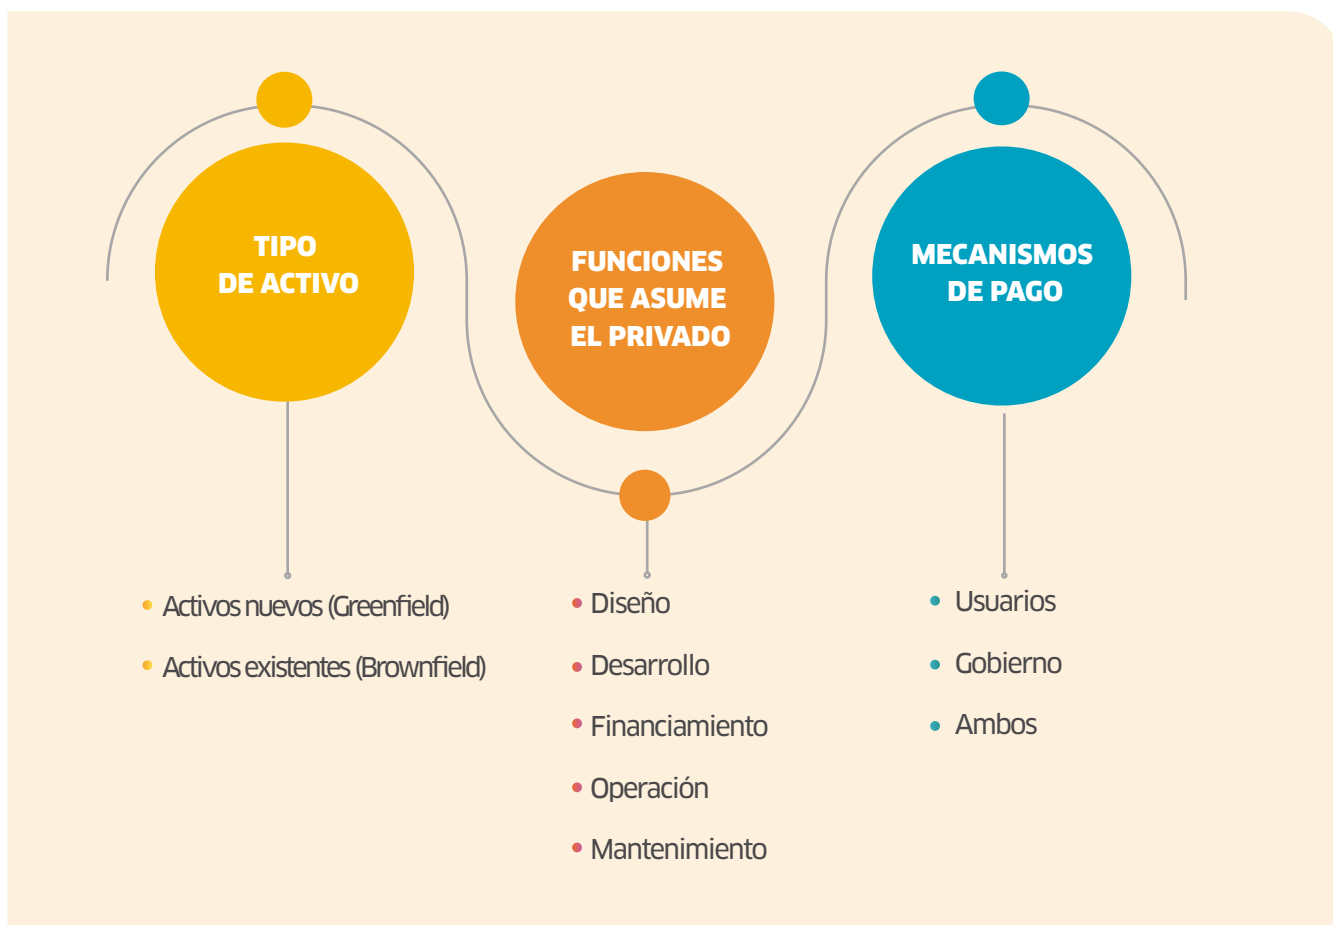 TIPO
DE ACTIVO
Activos nuevos (Greenfield)
Activos existentes (Brownfield)
FUNCIONES
QUE ASUME
EL PRIVADO
Diseño
Desarrollo
Financiamiento
Operación
Mantenimiento
MECANISMOS
DE PAGO
Usuarios
Gobierno
Ambos